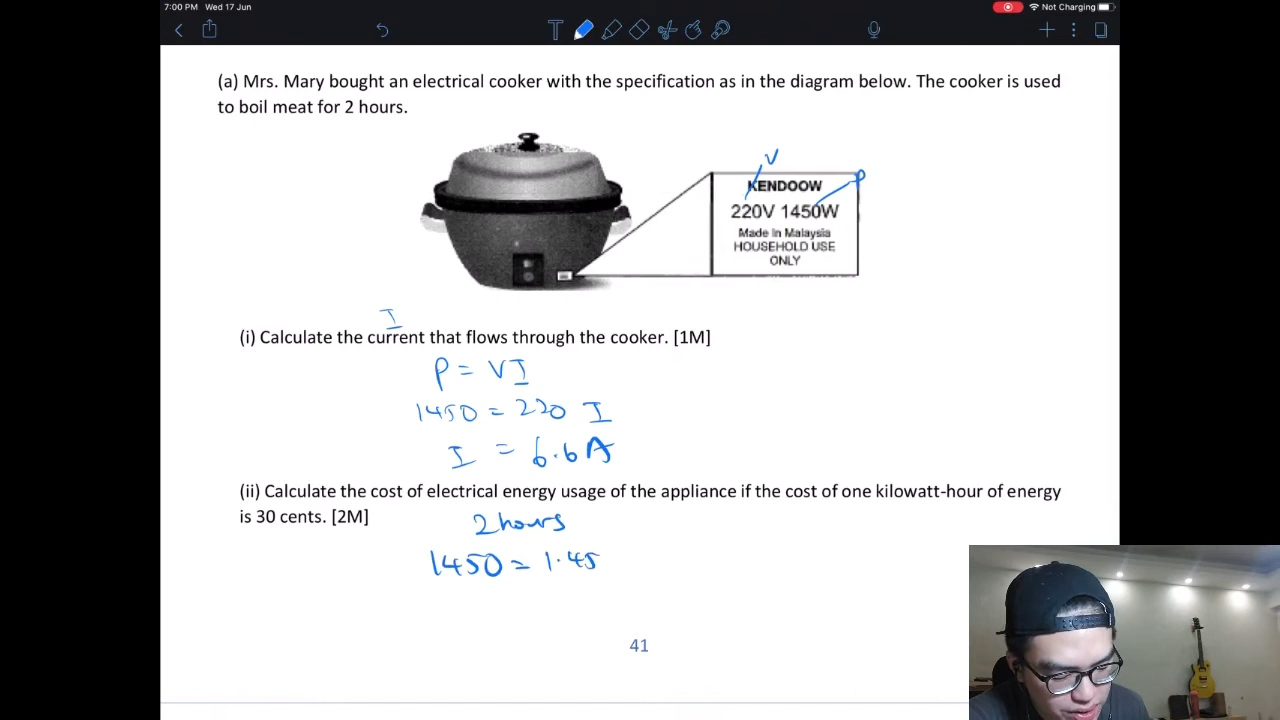 7:00 PM Wed 17 Jun
Not Charging
T
(a) Mrs. Mary bought an electrical cooker with the specification as in the diagram below. The cooker is used
to boil meat for 2 hours.
V
P
KENDOOW
220V 1450W
Made In Malaysia
HOUSEHOLD USE
ONLY
I
(i) Calculate the current that flows through the cooker. [1M]
P = VI
1450 = 220 I
I = 6.6A
(ii) Calculate the cost of electrical energy usage of the appliance if the cost of one kilowatt-hour of energy
is 30 cents. [2M]
2 hours
1450 = 1.45
41